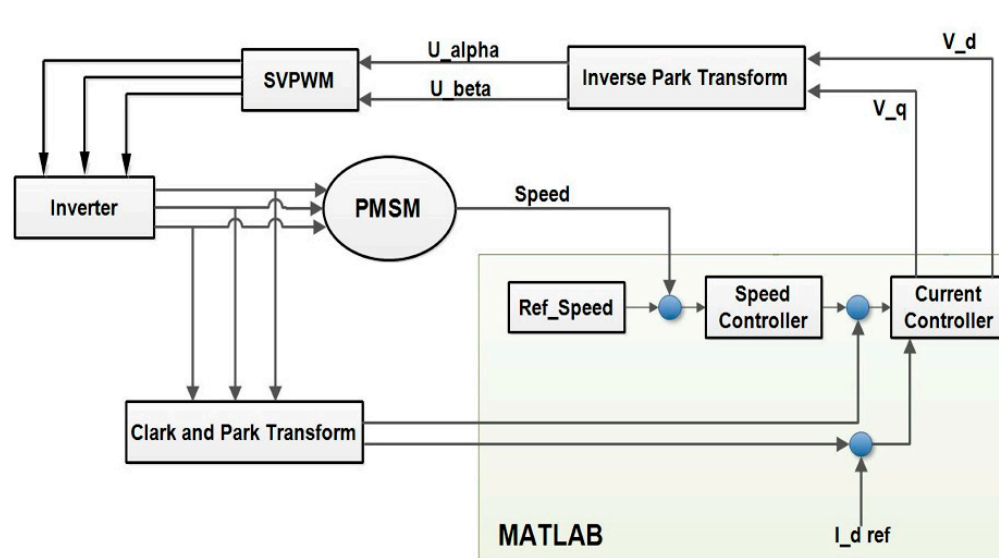 V_d
U_alpha
SVPWM
Inverse Park Transform
U_beta
V_q
Inverter
PMSM
Speed
Ref_Speed
Speed
Controller
Current
Controller
Clark and Park Transform
MATLAB
I_d ref